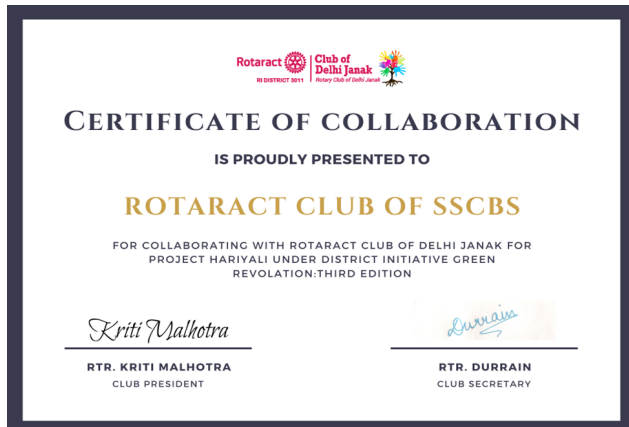 Rotaract Club of
Delhi Janak
RI DISTRICT 3011 Rotary Club of Delhi Janak
CERTIFICATE OF COLLABORATION
IS PROUDLY PRESENTED TO
ROTARACT CLUB OF SSCBS
FOR COLLABORATING WITH ROTARACT CLUB OF DELHI JANAK FOR
PROJECT HARIYALI UNDER DISTRICT INITIATIVE GREEN
REVOLATION:THIRD EDITION
Kriti Malhotra
Durrain
RTR. KRITI MALHOTRA
RTR. DURRAIN
CLUB PRESIDENT
CLUB SECRETARY